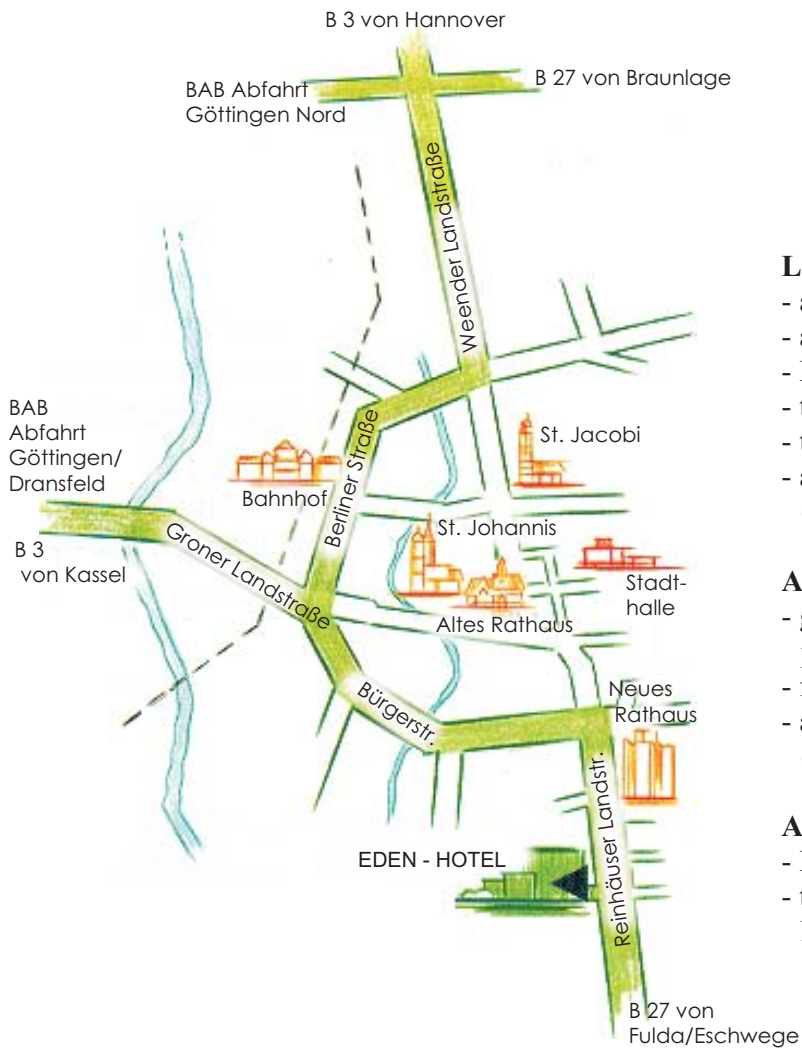 B 3 von Hannover
BAB Abfahrt
Göttingen Nord
B 27 von Braunlage
Weender Landstraße
BAB
Abfahrt
Göttingen/
Dransfeld
B 3
von Kassel
Bahnhof
Berliner Straße
St. Jacobi
Groner Landstraße
St. Johannis
Altes Rathaus
Stadt-
halle
Bürgerstr.
Neues
Rathaus
Reinhäuser Landstr.
EDEN - HOTEL
B 27 von
Fulda/Eschwege